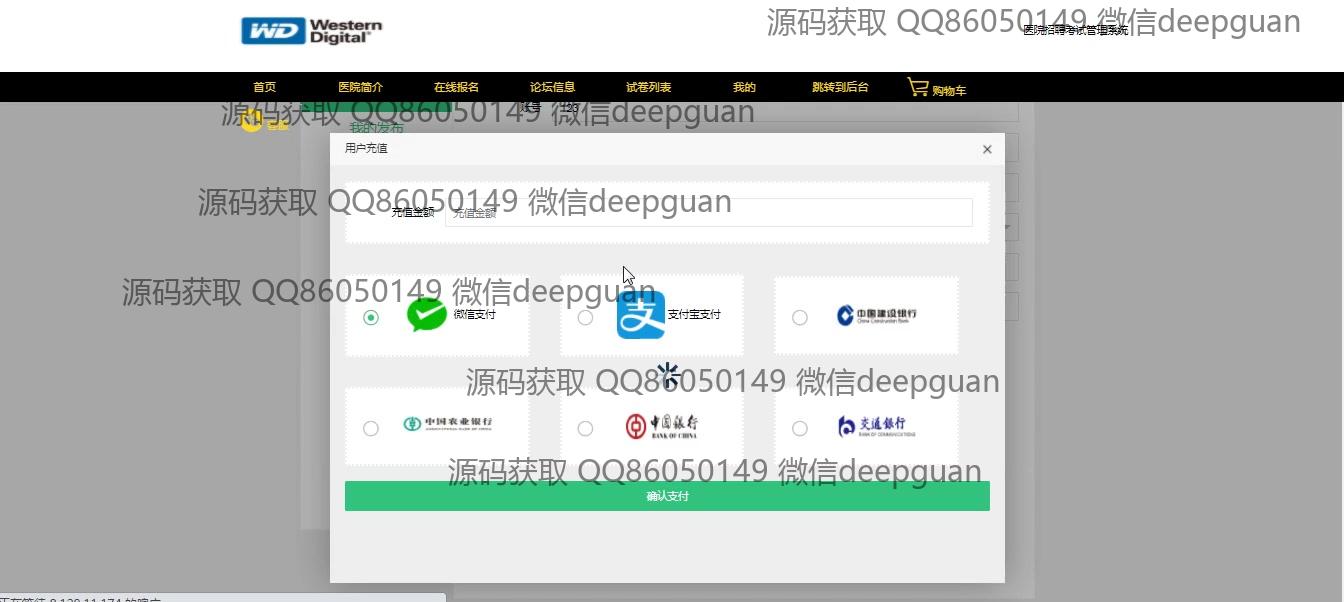 WD Western
Digital
源码获取 QQ86050149 微信deepguan
医院招聘考试管理系统
首页 医院简介 在线报名 论坛信息 试卷列表 我的 跳转到后台 购物车
源码获取 QQ86050149 微信deepguan
客服
我的发布
用户充值
源码获取 QQ86050149 微信deepguan
充值金额 充值金额
源码获取 QQ86050149 微信deepguan
微信支付 支 支付宝支付 中国建设银行
China Construction Bank
源码获取 QQ86050149 微信deepguan
中国农业银行 中国银行 交通银行
AGRICULTURAL BANK OF CHINA BANK OF CHINA BANK OF COMMUNICATIONS
源码获取 QQ86050149 微信deepguan
确认支付